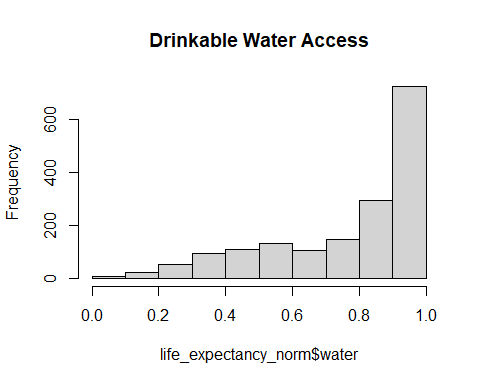 Drinkable Water Access
Frequency
600
400
200
0
0.0 0.2 0.4 0.6 0.8 1.0
life_expectancy_norm$water